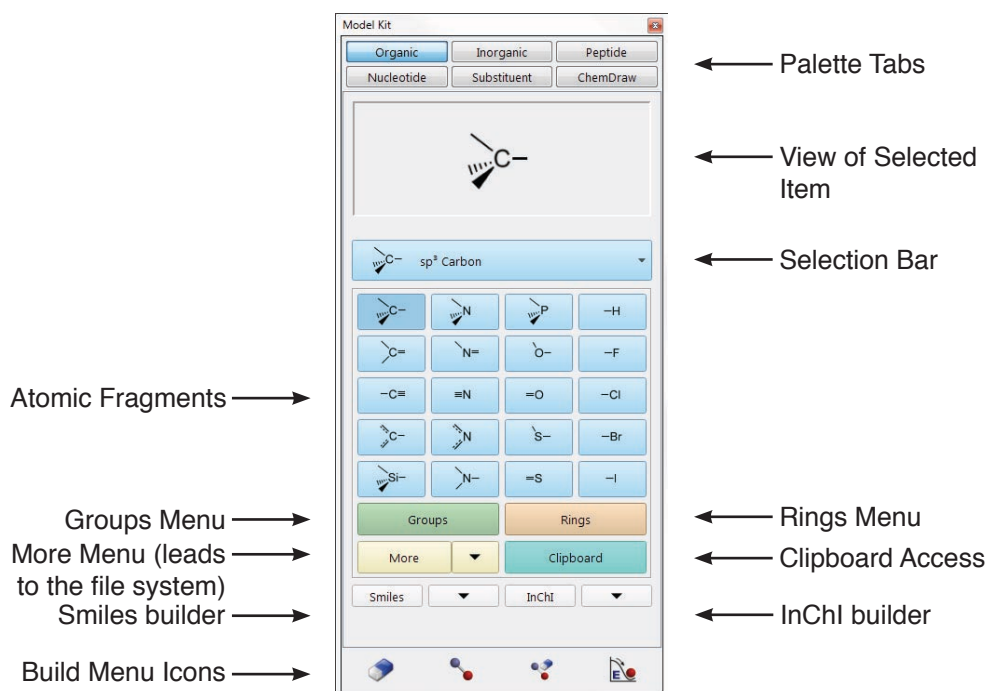 Model Kit
Organic Inorganic Peptide
Nucleotide Substituent ChemDraw
Palette Tabs
C
View of Selected
Item
C sp³ Carbon
Selection Bar
C– N P –H
C= N= O– –F
Atomic Fragments
–C≡ ≡N =O –Cl
C– N S– –Br
Si– N– =S –I
Groups Menu
Groups Rings
Rings Menu
More Menu (leads
to the file system)
More Clipboard
Clipboard Access
Smiles builder
Smiles InChI
InChI builder
Build Menu Icons
E